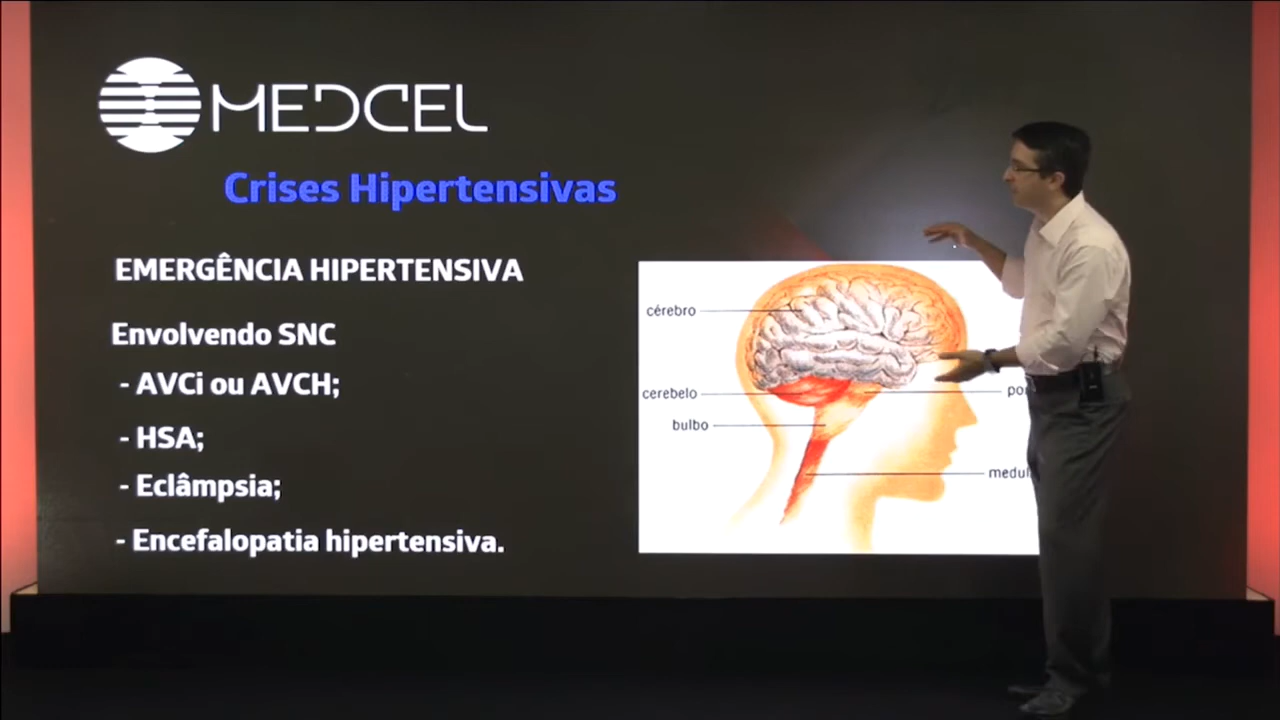 MEDCEL
Crises Hipertensivas
EMERGÊNCIA HIPERTENSIVA
Envolvendo SNC
- AVCi ou AVCH;
- HSA;
- Eclâmpsia;
- Encefalopatia hipertensiva.
cérebro
cerebelo
bulbo